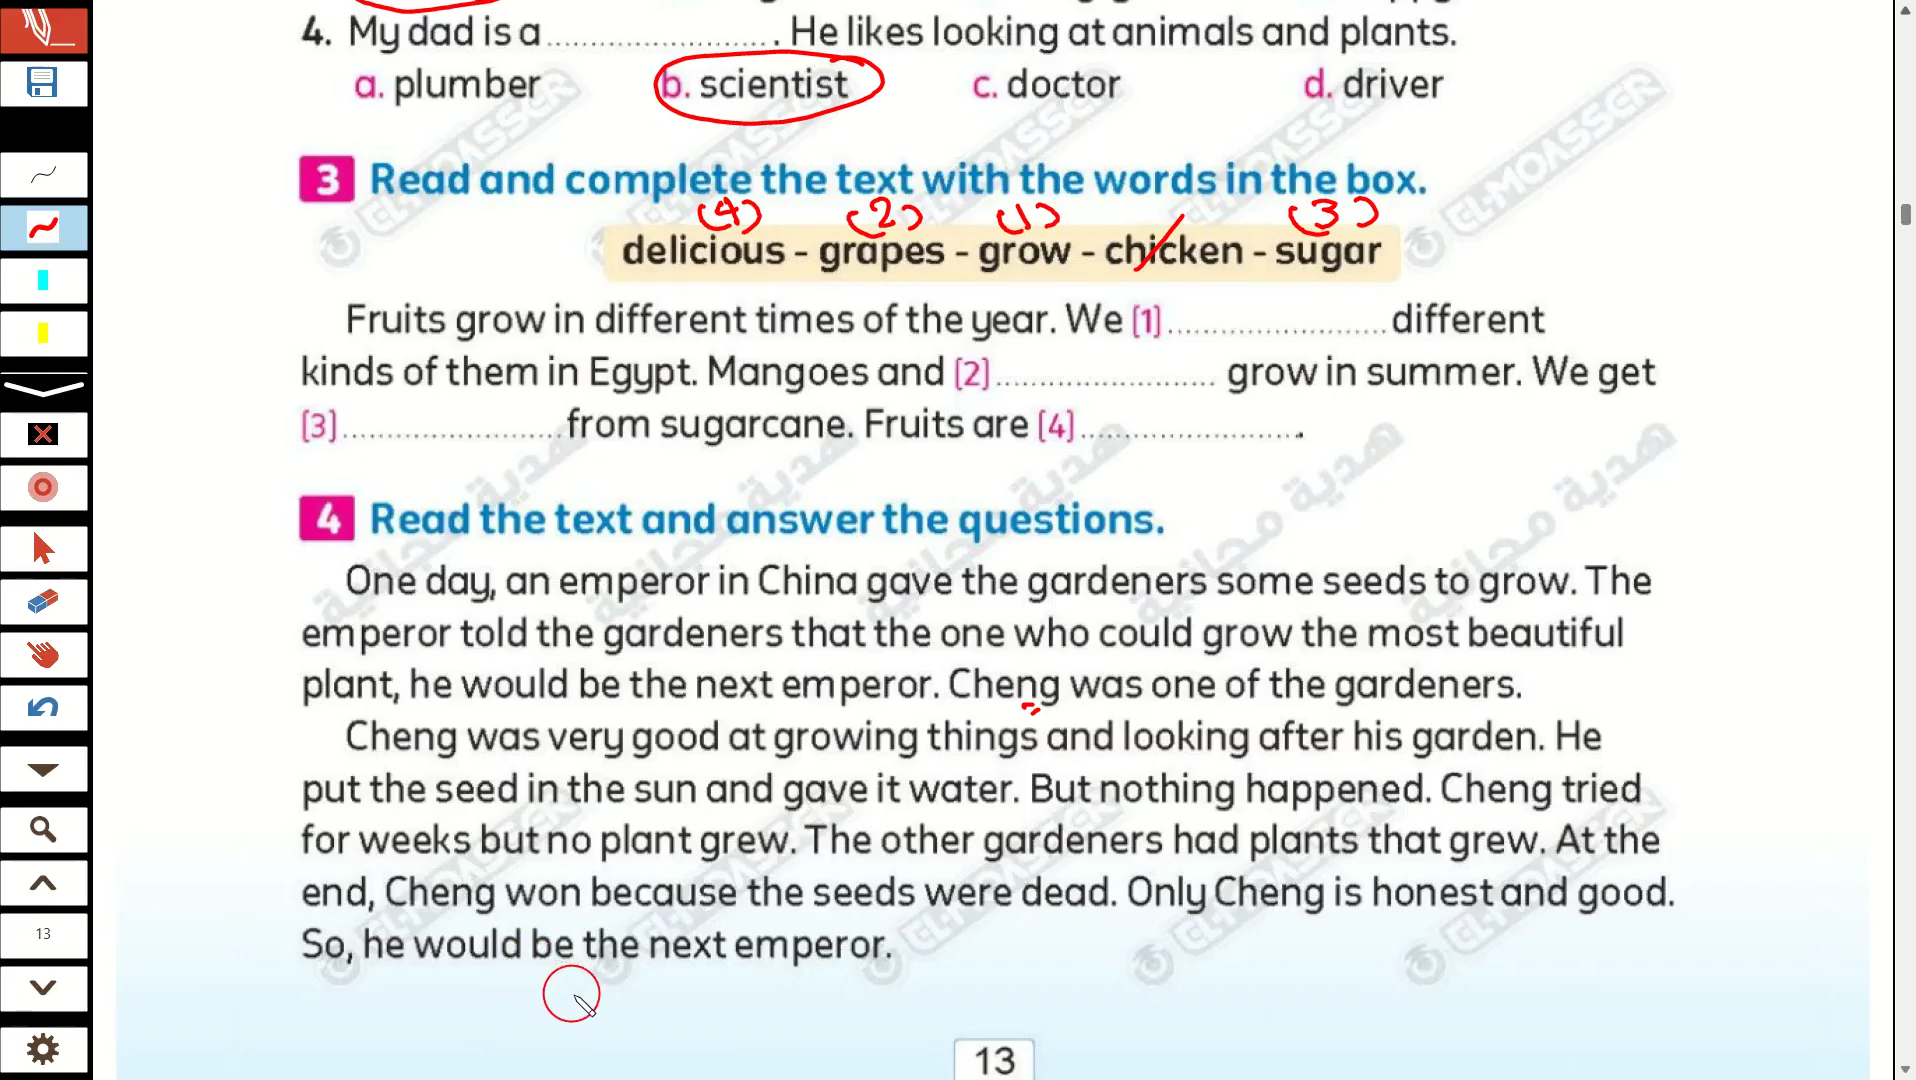 4. My dad is a ........................ . He likes looking at animals and plants.
a. plumber b. scientist c. doctor d. driver
3 Read and complete the text with the words in the box.
(4) (2) (1) (3)
delicious - grapes - grow - chicken - sugar
Fruits grow in different times of the year. We [1] ........................ different
kinds of them in Egypt. Mangoes and [2] ........................ grow in summer. We get
[3] ........................ from sugarcane. Fruits are [4] ........................ .
4 Read the text and answer the questions.
One day, an emperor in China gave the gardeners some seeds to grow. The
emperor told the gardeners that the one who could grow the most beautiful
plant, he would be the next emperor. Cheng was one of the gardeners.
Cheng was very good at growing things and looking after his garden. He
put the seed in the sun and gave it water. But nothing happened. Cheng tried
for weeks but no plant grew. The other gardeners had plants that grew. At the
end, Cheng won because the seeds were dead. Only Cheng is honest and good.
So, he would be the next emperor.
13
13
EL-MOASSER
هدية مجانية